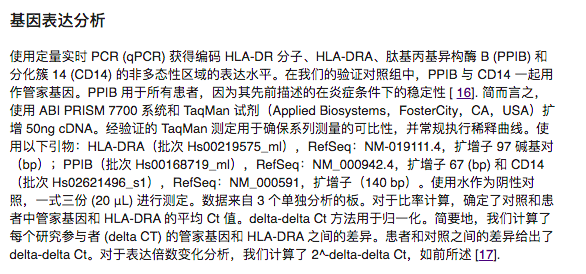 基因表达分析
使用定量实时 PCR (qPCR) 获得编码 HLA-DR 分子、HLA-DRA、肽基丙基异构酶 B (PPIB) 和
分化簇 14 (CD14) 的非多态性区域的表达水平。在我们的验证对照组中，PPIB 与 CD14 一起用
作管家基因。PPIB 用于所有患者，因为其先前描述的在炎症条件下的稳定性 [ 16]. 简而言之，
使用 ABI PRISM 7700 系统和 TaqMan 试剂（Applied Biosystems，FosterCity，CA，USA）扩
增 50ng cDNA。经验证的 TaqMan 测定用于确保系列测量的可比性，并常规执行稀释曲线。使
用以下引物：HLA-DRA（批次 Hs00219575_ml），RefSeq：NM-019111.4，扩增子 97 碱基对
（bp）；PPIB（批次 Hs00168719_ml），RefSeq：NM_000942.4，扩增子 67 (bp) 和 CD14
（批次 Hs02621496_s1），RefSeq：NM_000591，扩增子（140 bp）。使用水作为阴性对
照，一式三份 (20 μL) 进行测定。数据来自 3 个单独分析的板。对于比率计算，确定了对照和患
者中管家基因和 HLA-DRA 的平均 Ct 值。delta-delta Ct 方法用于归一化。简要地，我们计算了
每个研究参与者 (delta CT) 的管家基因和 HLA-DRA 之间的差异。患者和对照之间的差异给出了
delta-delta Ct。对于表达倍数变化分析，我们计算了 2^-delta-delta Ct，如前所述 [17].